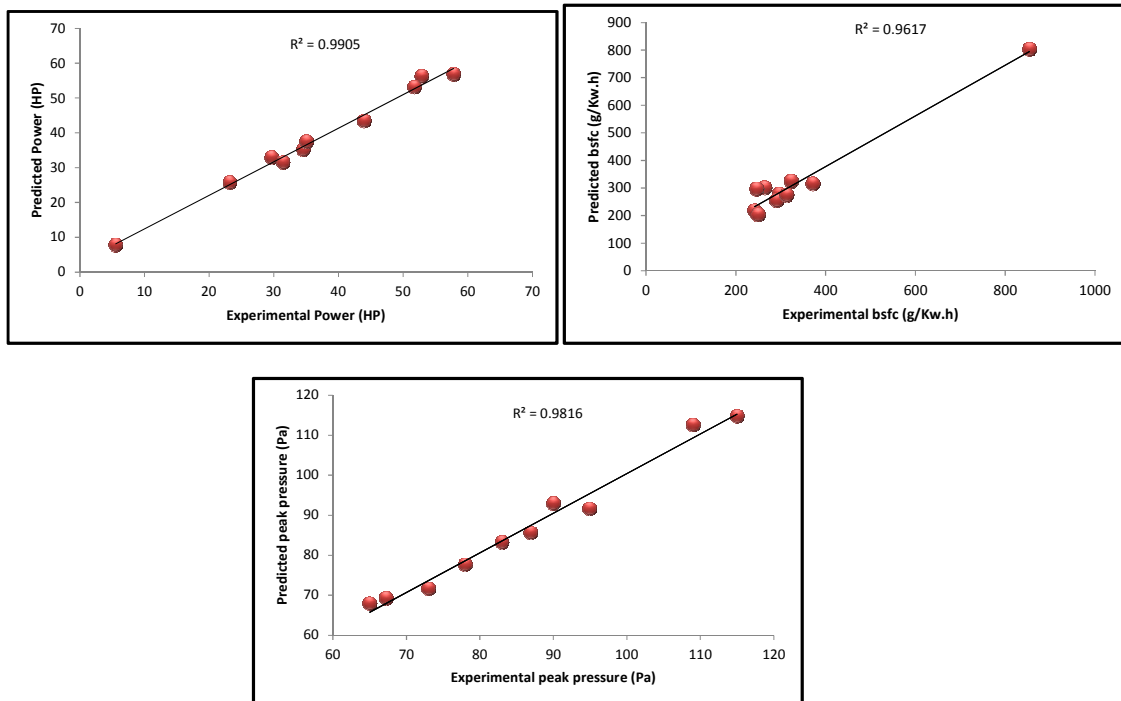 R² = 0.9905
Predicted Power (HP)
70
60
50
40
30
20
10
0
0 10 20 30 40 50 60 70
Experimental Power (HP)
R² = 0.9617
Predicted bsfc (g/Kw.h)
900
800
700
600
500
400
300
200
100
0
0 200 400 600 800 1000
Experimental bsfc (g/Kw.h)
R² = 0.9816
Predicted peak pressure (Pa)
120
110
100
90
80
70
60
60 70 80 90 100 110 120
Experimental peak pressure (Pa)